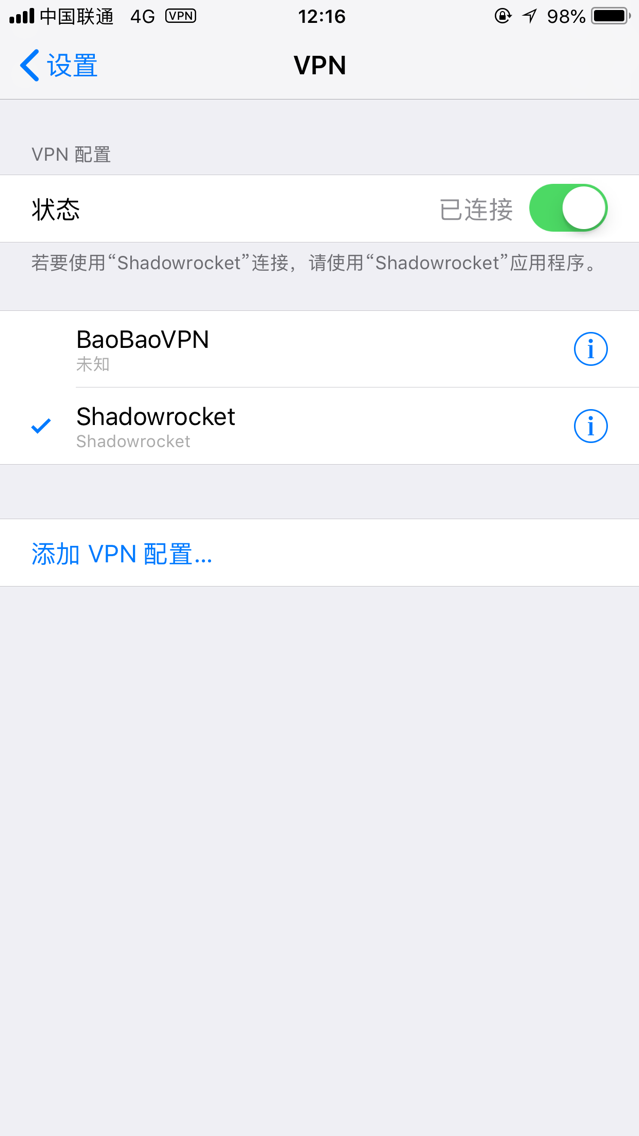 中国联通 4G VPN 12:16 98%
设置 VPN
VPN 配置
状态 已连接
若要使用“Shadowrocket”连接，请使用“Shadowrocket”应用程序。
BaoBaoVPN
未知
Shadowrocket
Shadowrocket
添加 VPN 配置...